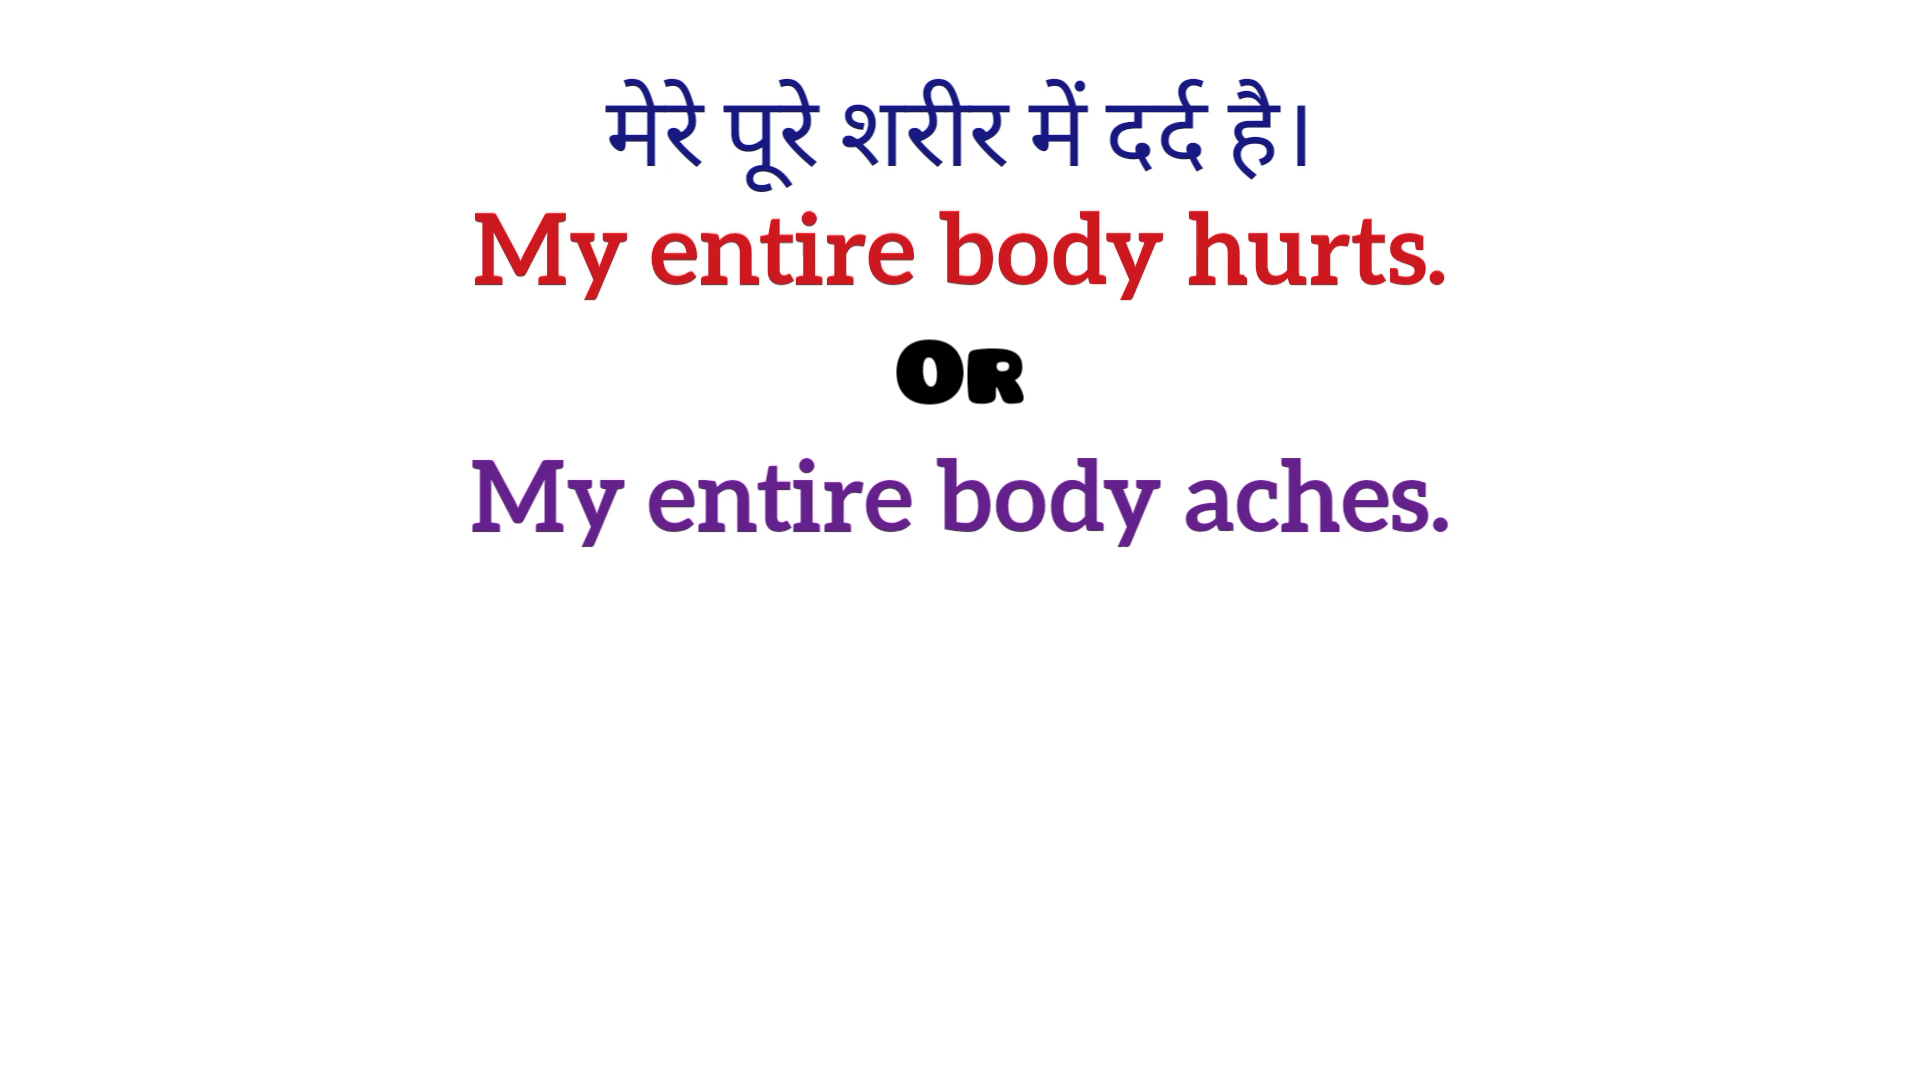 मेरे पूरे शरीर में दर्द है।
My entire body hurts.
Or
My entire body aches.